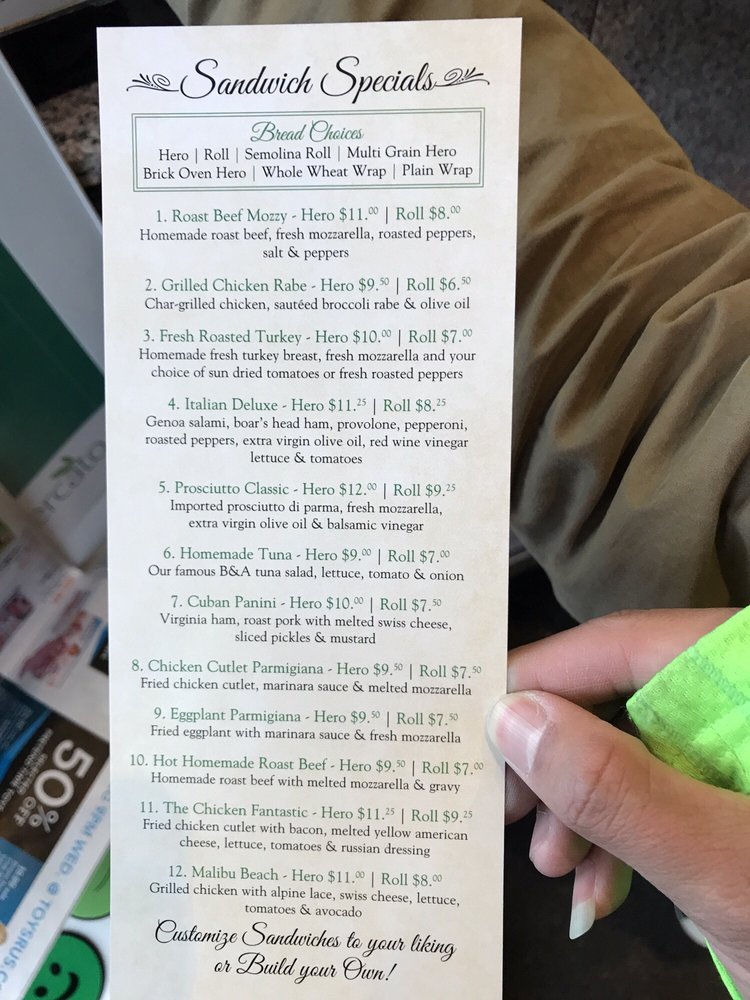 Sandwich Specials
Bread Choices
Hero | Roll | Semolina Roll | Multi Grain Hero
Brick Oven Hero | Whole Wheat Wrap | Plain Wrap
1. Roast Beef Mozzy - Hero $11.00 | Roll $8.00
Homemade roast beef, fresh mozzarella, roasted peppers,
salt & peppers
2. Grilled Chicken Rabe - Hero $9.50 | Roll $6.50
Char-grilled chicken, sautéed broccoli rabe & olive oil
3. Fresh Roasted Turkey - Hero $10.00 | Roll $7.00
Homemade fresh turkey breast, fresh mozzarella and your
choice of sun dried tomatoes or fresh roasted peppers
4. Italian Deluxe - Hero $11.25 | Roll $8.25
Genoa salami, boar's head ham, provolone, pepperoni,
roasted peppers, extra virgin olive oil, red wine vinegar
lettuce & tomatoes
5. Prosciutto Classic - Hero $12.00 | Roll $9.25
Imported prosciutto di parma, fresh mozzarella,
extra virgin olive oil & balsamic vinegar
6. Homemade Tuna - Hero $9.00 | Roll $7.00
Our famous B&A tuna salad, lettuce, tomato & onion
7. Cuban Panini - Hero $10.00 | Roll $7.50
Virginia ham, roast pork with melted swiss cheese,
sliced pickles & mustard
8. Chicken Cutlet Parmigiana - Hero $9.50 | Roll $7.50
Fried chicken cutlet, marinara sauce & melted mozzarella
9. Eggplant Parmigiana - Hero $9.50 | Roll $7.50
Fried eggplant with marinara sauce & fresh mozzarella
10. Hot Homemade Roast Beef - Hero $9.50 | Roll $7.00
Homemade roast beef with melted mozzarella & gravy
11. The Chicken Fantastic - Hero $11.25 | Roll $9.25
Fried chicken cutlet with bacon, melted yellow american
cheese, lettuce, tomatoes & russian dressing
12. Malibu Beach - Hero $11.00 | Roll $8.00
Grilled chicken with alpine lace, swiss cheese, lettuce,
tomatoes & avocado
Customize Sandwiches to your liking
or Build your Own!
ercato
50%
OFF
9PM WED. @ TOYSRUS.C